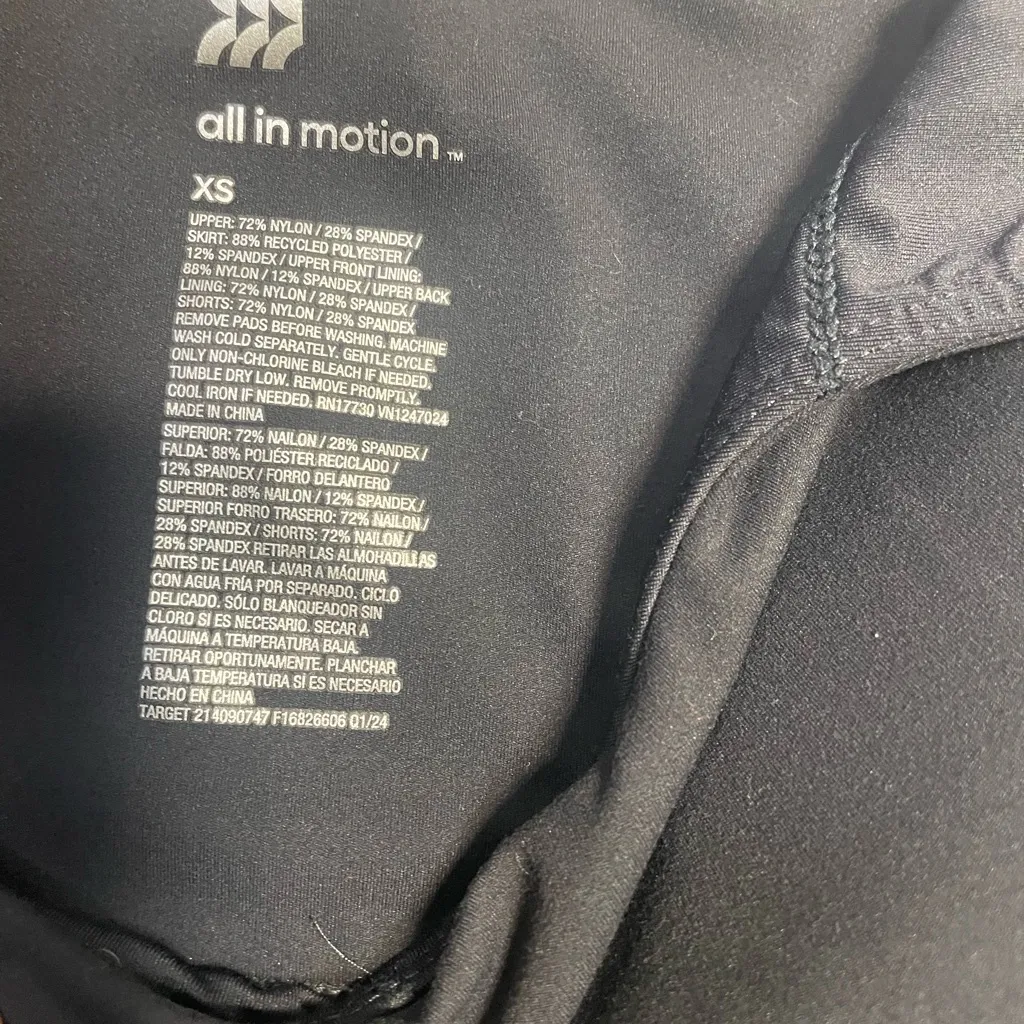 all in motion™
XS
UPPER: 72% NYLON / 28% SPANDEX /
SKIRT: 88% RECYCLED POLYESTER /
12% SPANDEX / UPPER FRONT LINING:
88% NYLON / 12% SPANDEX / UPPER BACK
LINING: 72% NYLON / 28% SPANDEX /
SHORTS: 72% NYLON / 28% SPANDEX
REMOVE PADS BEFORE WASHING. MACHINE
WASH COLD SEPARATELY. GENTLE CYCLE.
ONLY NON-CHLORINE BLEACH IF NEEDED.
TUMBLE DRY LOW. REMOVE PROMPTLY.
COOL IRON IF NEEDED. RN17730 VN1247024
MADE IN CHINA
SUPERIOR: 72% NAILON / 28% SPANDEX /
FALDA: 88% POLIÉSTER RECICLADO /
12% SPANDEX / FORRO DELANTERO
SUPERIOR: 88% NAILON / 12% SPANDEX /
SUPERIOR FORRO TRASERO: 72% NAILON /
28% SPANDEX / SHORTS: 72% NAILON /
28% SPANDEX RETIRAR LAS ALMOHADILLAS
ANTES DE LAVAR. LAVAR A MÁQUINA
CON AGUA FRÍA POR SEPARADO. CICLO
DELICADO. SÓLO BLANQUEADOR SIN
CLORO SI ES NECESARIO. SECAR A
MÁQUINA A TEMPERATURA BAJA.
RETIRAR OPORTUNAMENTE. PLANCHAR
A BAJA TEMPERATURA SI ES NECESARIO
HECHO EN CHINA
TARGET 214090747 F16826606 Q1/24